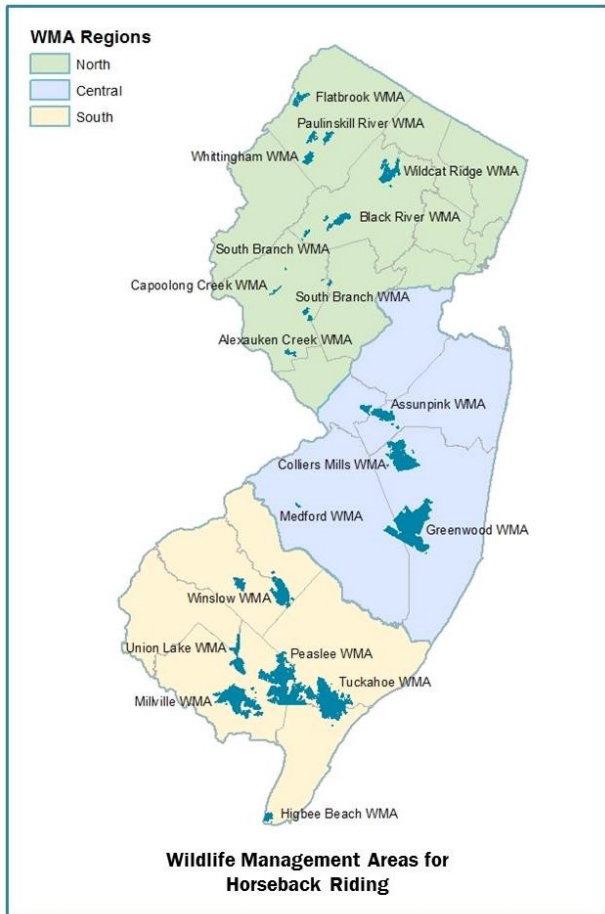 WMA Regions
North
Central
South
Flatbrook WMA
Paulinskill River WMA
Whittingham WMA
Wildcat Ridge WMA
Black River WMA
South Branch WMA
Capoolong Creek WMA
South Branch WMA
Alexauken Creek WMA
Assunpink WMA
Colliers Mills WMA
Medford WMA
Greenwood WMA
Winslow WMA
Union Lake WMA
Peaslee WMA
Tuckahoe WMA
Millville WMA
Higbee Beach WMA
Wildlife Management Areas for
Horseback Riding